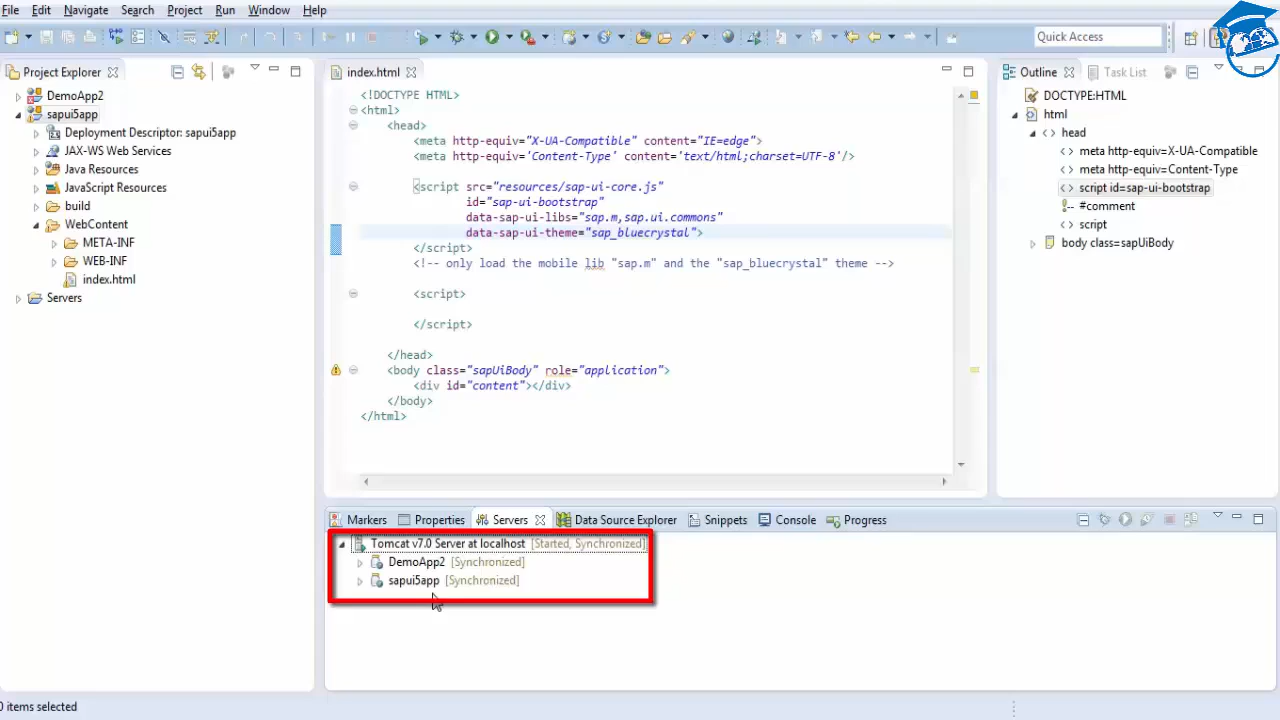 File Edit Navigate Search Project Run Window Help
Quick Access
Project Explorer
DemoApp2
sapui5app
Deployment Descriptor: sapui5app
JAX-WS Web Services
Java Resources
JavaScript Resources
build
WebContent
META-INF
WEB-INF
index.html
Servers
index.html
<!DOCTYPE HTML>
<html>
<head>
<meta http-equiv="X-UA-Compatible" content="IE=edge">
<meta http-equiv='Content-Type' content='text/html;charset=UTF-8'/>
<script src="resources/sap-ui-core.js"
id="sap-ui-bootstrap"
data-sap-ui-libs="sap.m,sap.ui.commons"
data-sap-ui-theme="sap_bluecrystal">
</script>
<!-- only load the mobile lib "sap.m" and the "sap_bluecrystal" theme -->
<script>
</script>
</head>
<body class="sapUiBody" role="application">
<div id="content"></div>
</body>
</html>
Outline Task List
DOCTYPE:HTML
html
head
meta http-equiv=X-UA-Compatible
meta http-equiv=Content-Type
script id=sap-ui-bootstrap
#comment
script
body class=sapUiBody
Markers Properties Servers Data Source Explorer Snippets Console Progress
Tomcat v7.0 Server at localhost [Started, Synchronized]
DemoApp2 [Synchronized]
sapui5app [Synchronized]
0 items selected